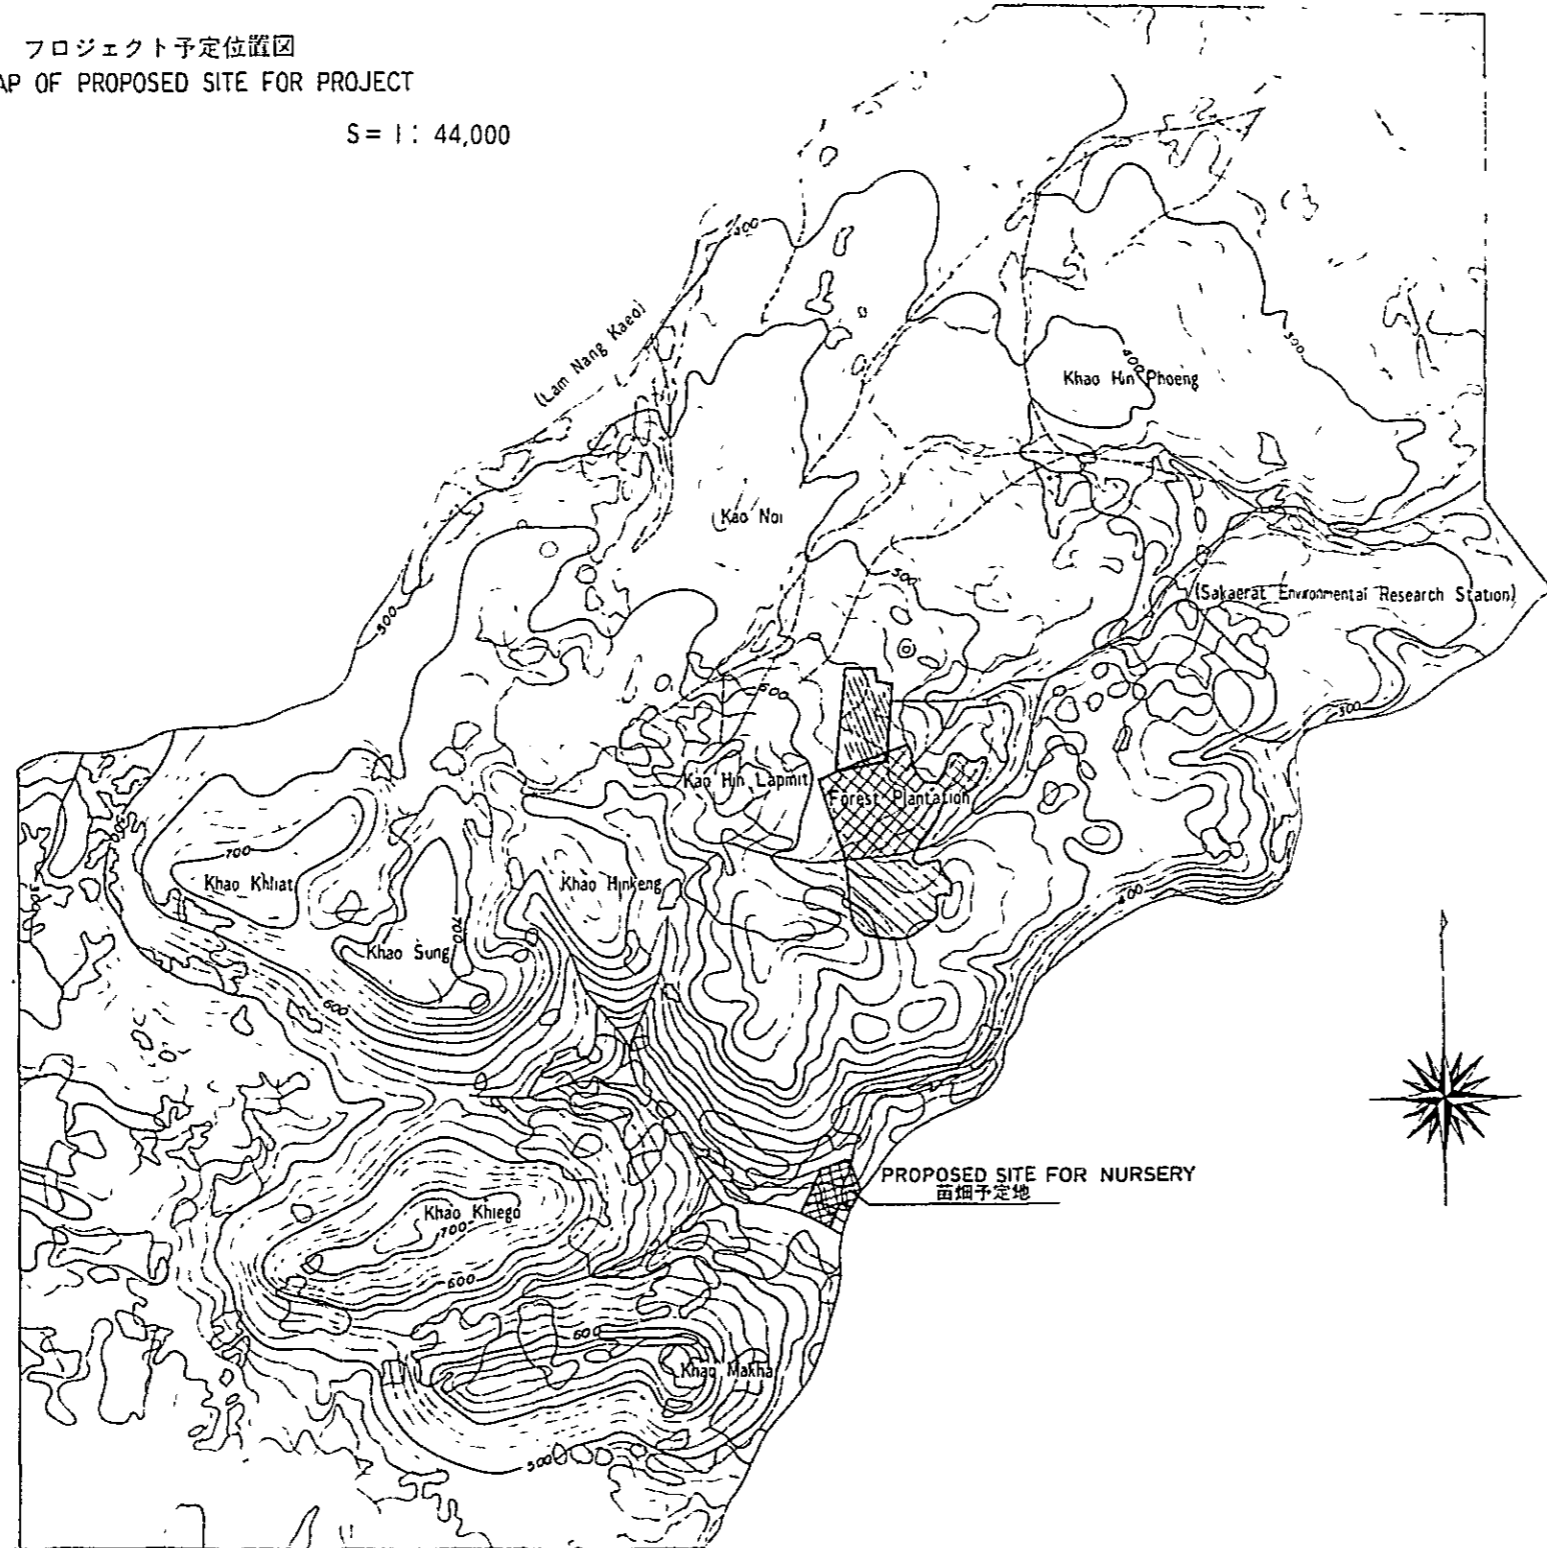 フロジェクト予定位置図
AP OF PROPOSED SITE FOR PROJECT
S = 1 : 44,000
400
(Lam Nang Kaeo)
300
400
Khao Hin Phoeng
Kao Noi
500
500
(Sakaerat Environmental Research Station)
600
500
Kao Hin Lapmit
Forest Plantation
700
Khao Khliat
Khao Hinkeng
400
700
Khao Sung
600
PROPOSED SITE FOR NURSERY
苗畑予定地
Khao Khiego
700
600
600
Khao Makha
500